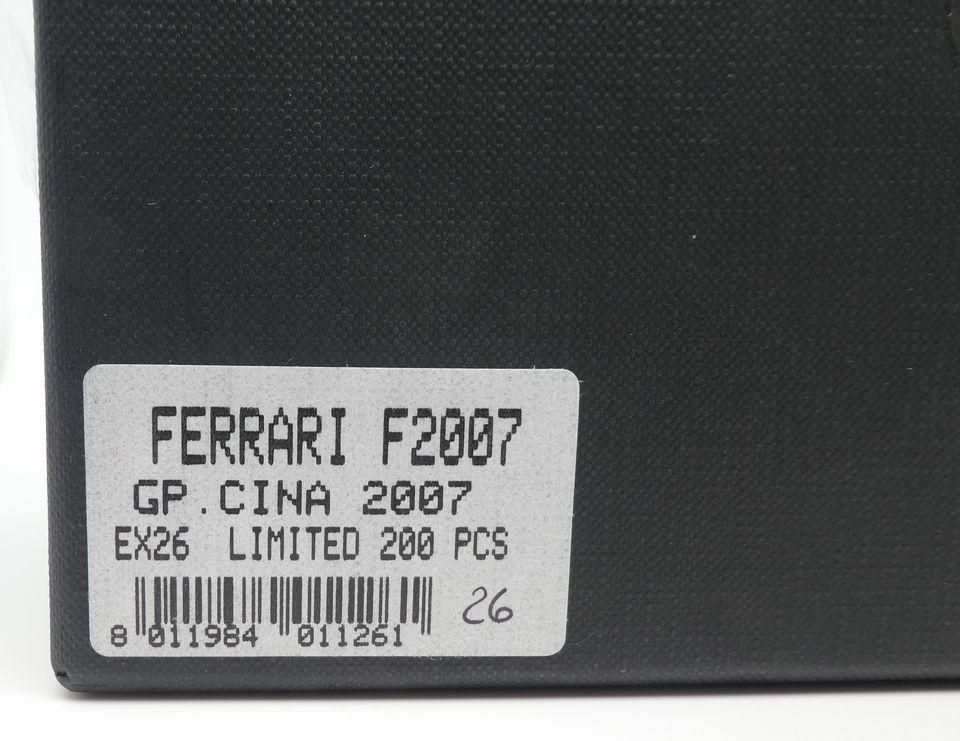 FERRARI F2007
GP.CINA 2007
EX26 LIMITED 200 PCS
26
8 011984 011261